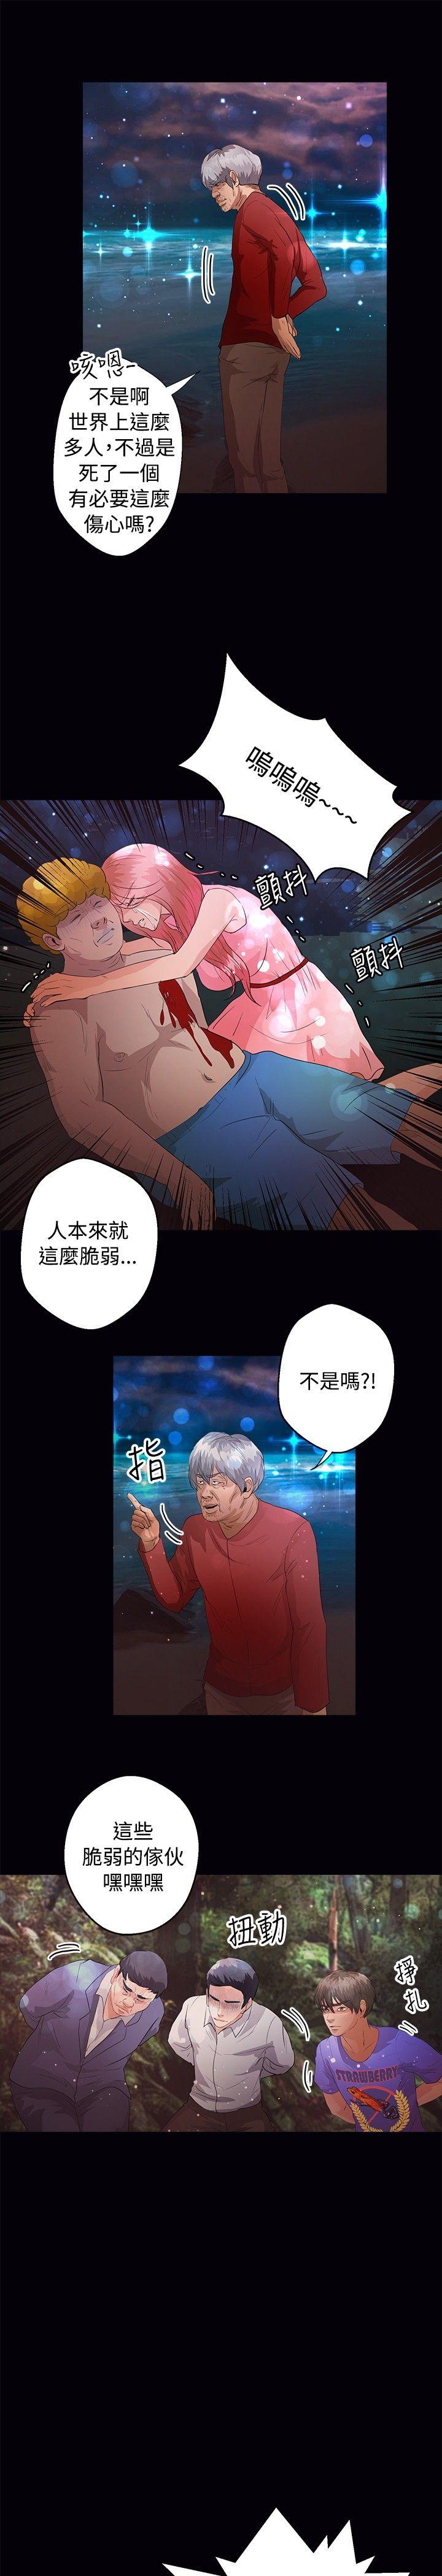 咳嗯~
不是啊
世界上這麼
多人，不過是
死了一個
有必要這麼
傷心嗎?
嗚嗚嗚~~~
顫抖
顫抖
人本來就
這麼脆弱...
不是嗎?!
指
這些
脆弱的傢伙
嘿嘿嘿
扭動
掙扎
STRAWBERRY